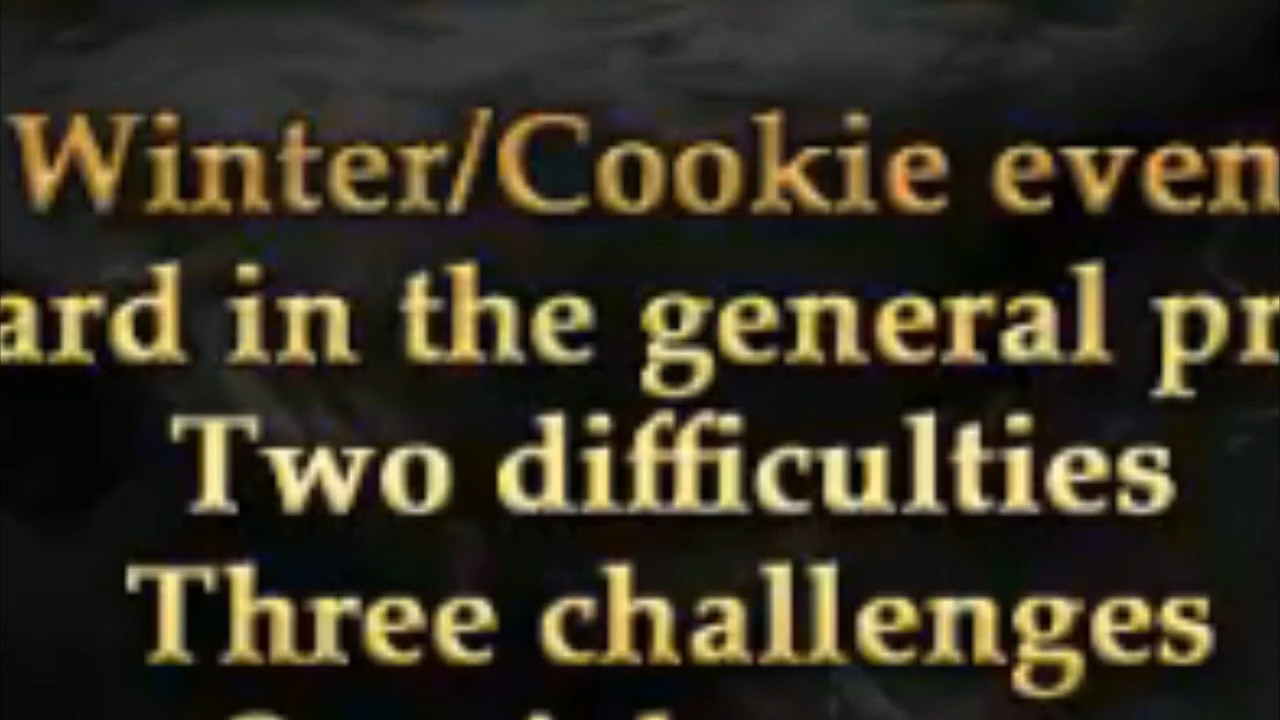 Winter/Cookie even
ard in the general pr
Two difficulties
Three challenges